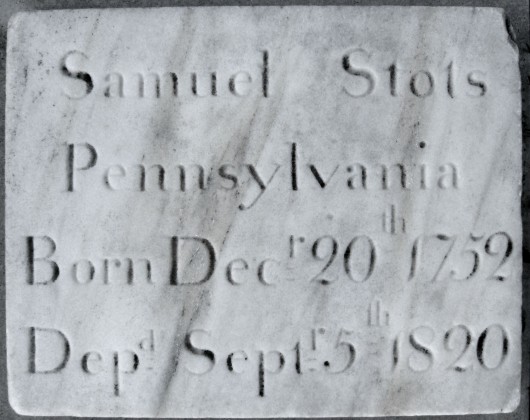 Samuel Stots
Pennsylvania
Born Decr 20th 1752
Depd Septr 5th 1820